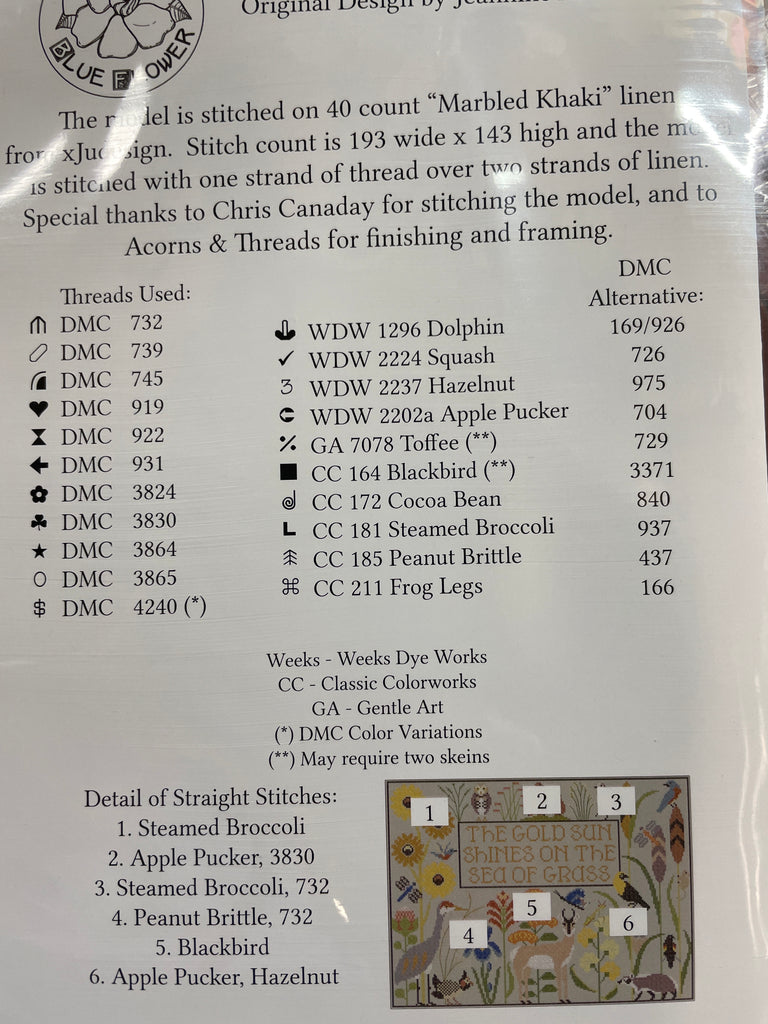 Original Design by
BLUE FLOWER
The model is stitched on 40 count “Marbled Khaki” linen
from xJudesign. Stitch count is 193 wide x 143 high and the model
is stitched with one strand of thread over two strands of linen.
Special thanks to Chris Canaday for stitching the model, and to
Acorns & Threads for finishing and framing.
Threads Used:
DMC 732
DMC 739
DMC 745
DMC 919
DMC 922
DMC 931
DMC 3824
DMC 3830
DMC 3864
DMC 3865
DMC 4240 (*)
DMC
Alternative:
WDW 1296 Dolphin 169/926
WDW 2224 Squash 726
WDW 2237 Hazelnut 975
WDW 2202a Apple Pucker 704
GA 7078 Toffee (**) 729
CC 164 Blackbird (**) 3371
CC 172 Cocoa Bean 840
CC 181 Steamed Broccoli 937
CC 185 Peanut Brittle 437
CC 211 Frog Legs 166
Weeks - Weeks Dye Works
CC - Classic Colorworks
GA - Gentle Art
(*) DMC Color Variations
(**) May require two skeins
Detail of Straight Stitches:
1. Steamed Broccoli
2. Apple Pucker, 3830
3. Steamed Broccoli, 732
4. Peanut Brittle, 732
5. Blackbird
6. Apple Pucker, Hazelnut
1 2 3
THE GOLD SUN
SHINES ON THE
SEA OF GRASS
4 5 6